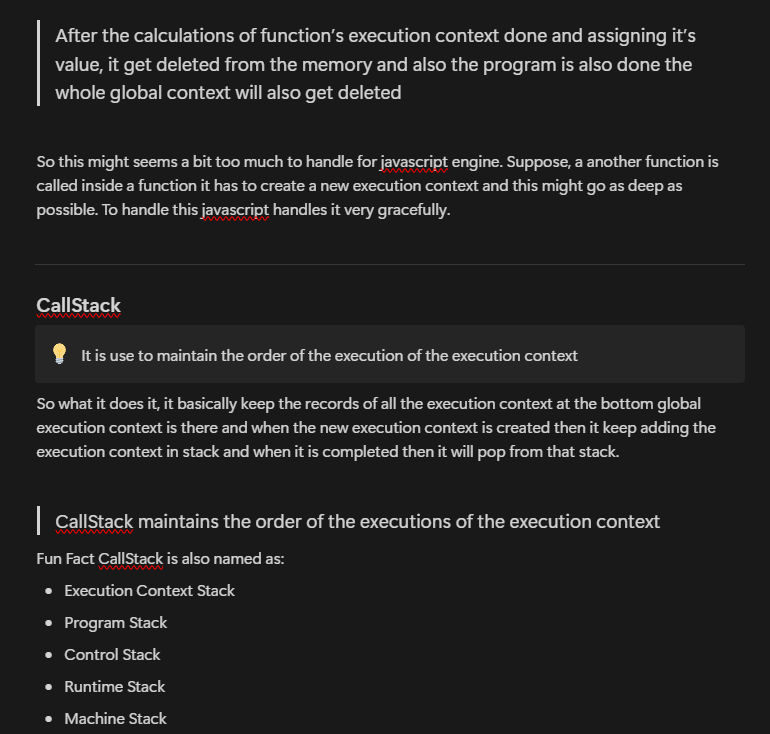 After the calculations of function's execution context done and assigning it's
value, it get deleted from the memory and also the program is also done the
whole global context will also get deleted
So this might seems a bit too much to handle for javascript engine. Suppose, a another function is
called inside a function it has to create a new execution context and this might go as deep as
possible. To handle this javascript handles it very gracefully.
CallStack
It is use to maintain the order of the execution of the execution context
So what it does it, it basically keep the records of all the execution context at the bottom global
execution context is there and when the new execution context is created then it keep adding the
execution context in stack and when it is completed then it will pop from that stack.
CallStack maintains the order of the executions of the execution context
Fun Fact CallStack is also named as:
• Execution Context Stack
• Program Stack
• Control Stack
• Runtime Stack
• Machine Stack